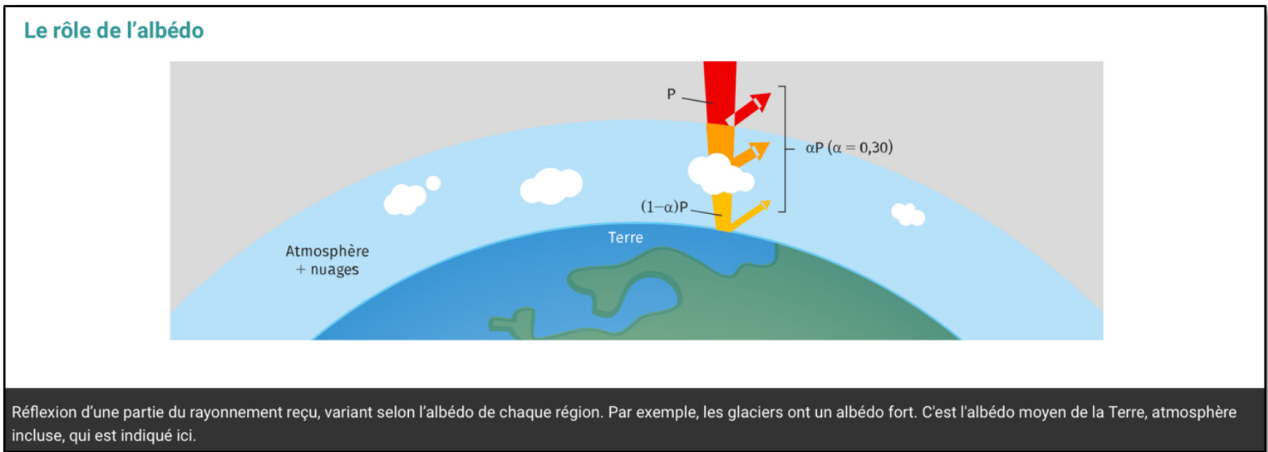 Le rôle de l’albédo
P
αP (α = 0,30)
(1−α)P
Terre
Atmosphère
+ nuages
Réflexion d’une partie du rayonnement reçu, variant selon l’albédo de chaque région. Par exemple, les glaciers ont un albédo fort. C'est l'albédo moyen de la Terre, atmosphère
incluse, qui est indiqué ici.